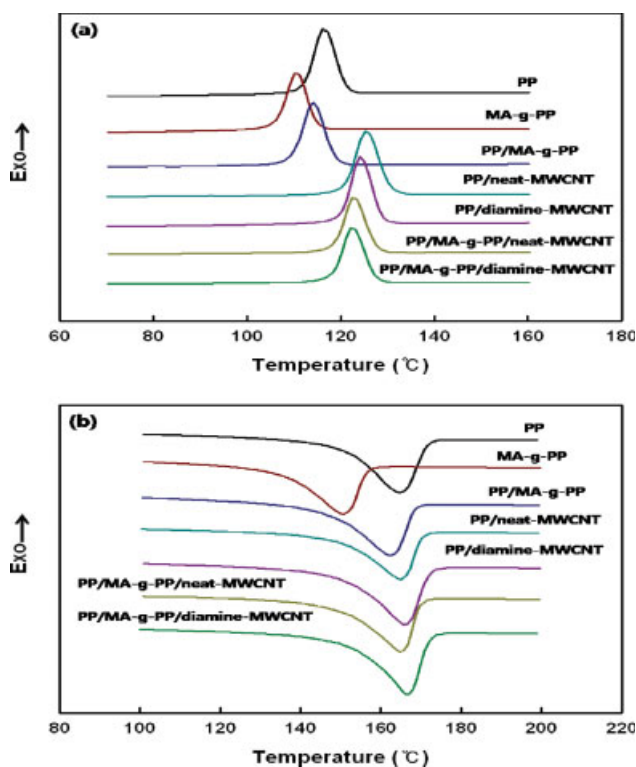 (a)
PP
MA-g-PP
PP/MA-g-PP
PP/neat-MWCNT
PP/diamine-MWCNT
PP/MA-g-PP/neat-MWCNT
PP/MA-g-PP/diamine-MWCNT
Exo→
60 80 100 120 140 160 180
Temperature (℃)
(b)
PP
MA-g-PP
PP/MA-g-PP
PP/neat-MWCNT
PP/diamine-MWCNT
PP/MA-g-PP/neat-MWCNT
PP/MA-g-PP/diamine-MWCNT
Exo→
80 100 120 140 160 180 200 220
Temperature (℃)